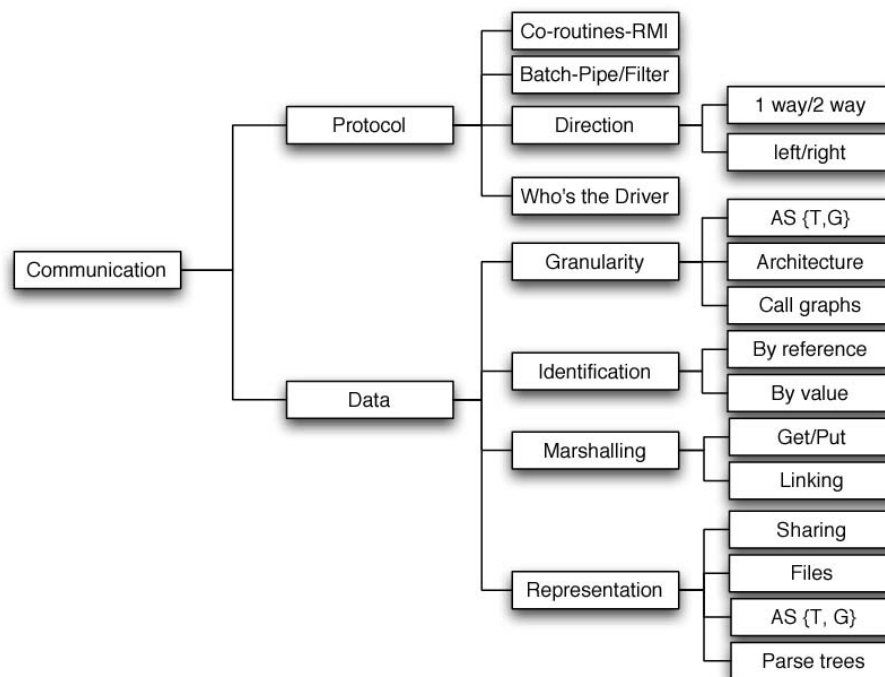 Co-routines-RMI
Batch-Pipe/Filter
1 way/2 way
Protocol
Direction
left/right
Who's the Driver
AS {T,G}
Communication
Granularity
Architecture
Call graphs
By reference
Identification
Data
By value
Get/Put
Marshalling
Linking
Sharing
Files
Representation
AS {T, G}
Parse trees